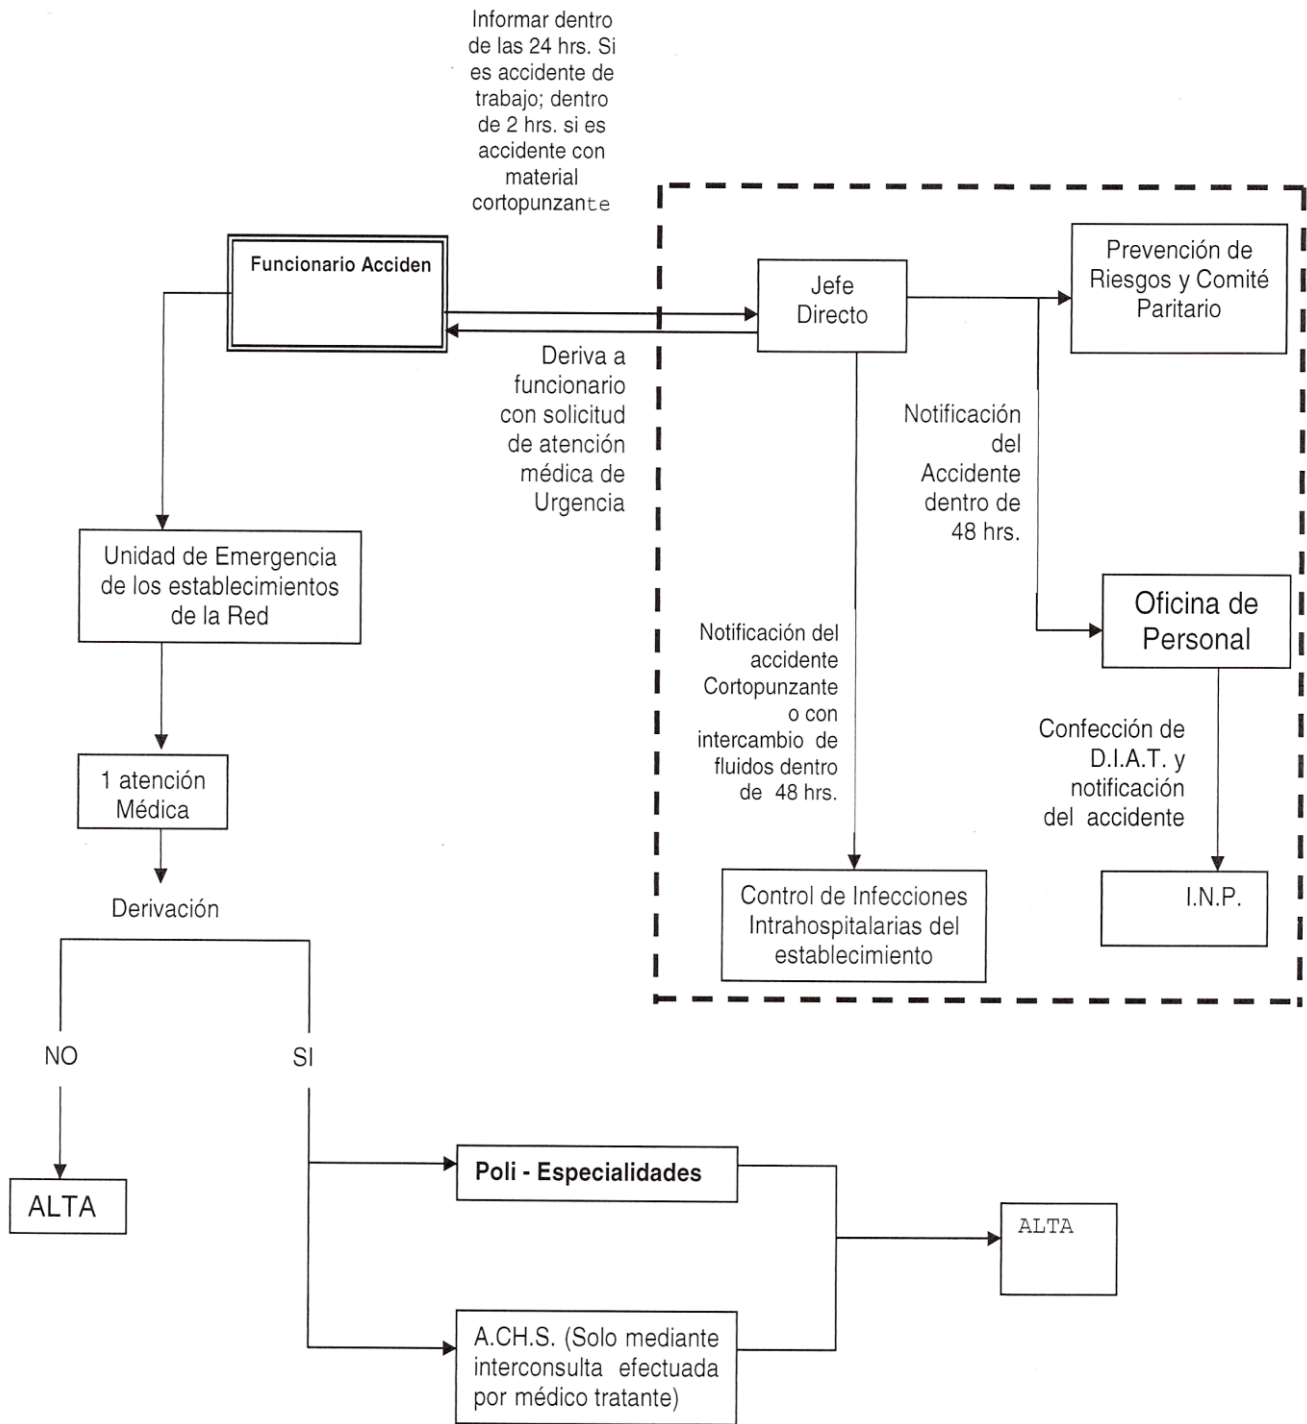 Informar dentro
de las 24 hrs. Si
es accidente de
trabajo; dentro
de 2 hrs. si es
accidente con
material
cortopunzante
Funcionario Acciden
Jefe
Directo
Prevención de
Riesgos y Comité
Paritario
Deriva a
funcionario
con solicitud
de atención
médica de
Urgencia
Notificación
del
Accidente
dentro de
48 hrs.
Unidad de Emergencia
de los establecimientos
de la Red
Oficina de
Personal
Notificación del
accidente
Cortopunzante
o con
intercambio de
fluidos dentro
de 48 hrs.
Confección de
D.I.A.T. y
notificación
del accidente
1 atención
Médica
Derivación
Control de Infecciones
Intrahospitalarias del
establecimiento
I.N.P.
NO
SI
ALTA
Poli - Especialidades
ALTA
A.CH.S. (Solo mediante
interconsulta efectuada
por médico tratante)